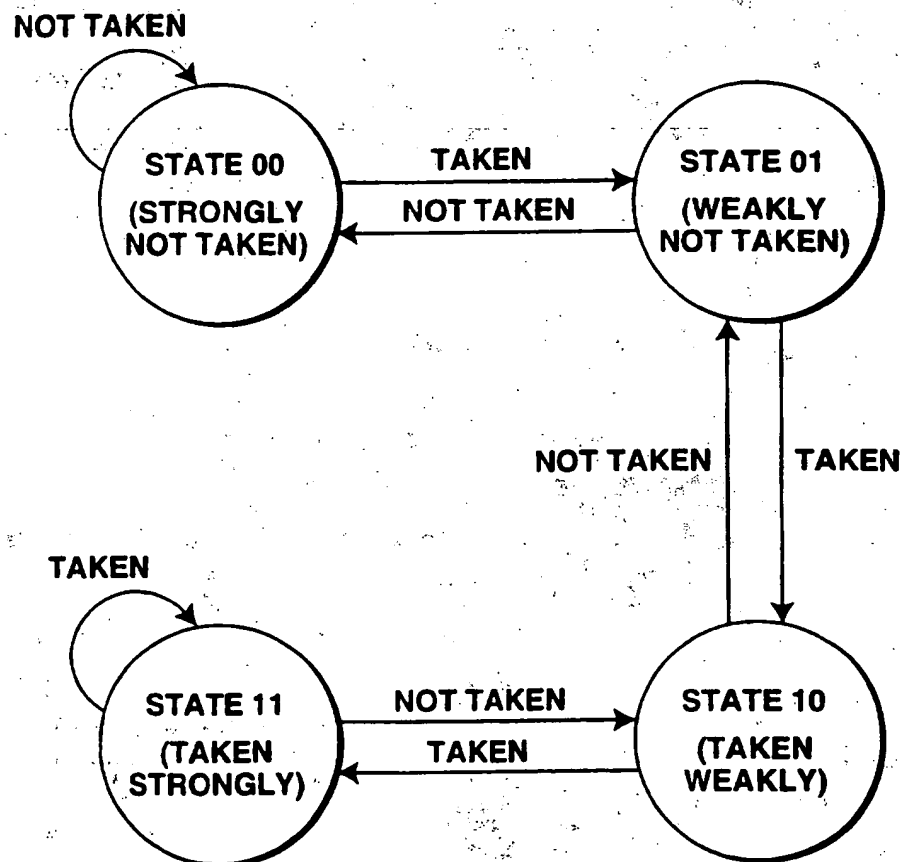 NOT TAKEN
STATE 00
(STRONGLY
NOT TAKEN)
TAKEN
NOT TAKEN
STATE 01
(WEAKLY
NOT TAKEN)
NOT TAKEN
TAKEN
TAKEN
STATE 11
(TAKEN
STRONGLY)
NOT TAKEN
TAKEN
STATE 10
(TAKEN
WEAKLY)